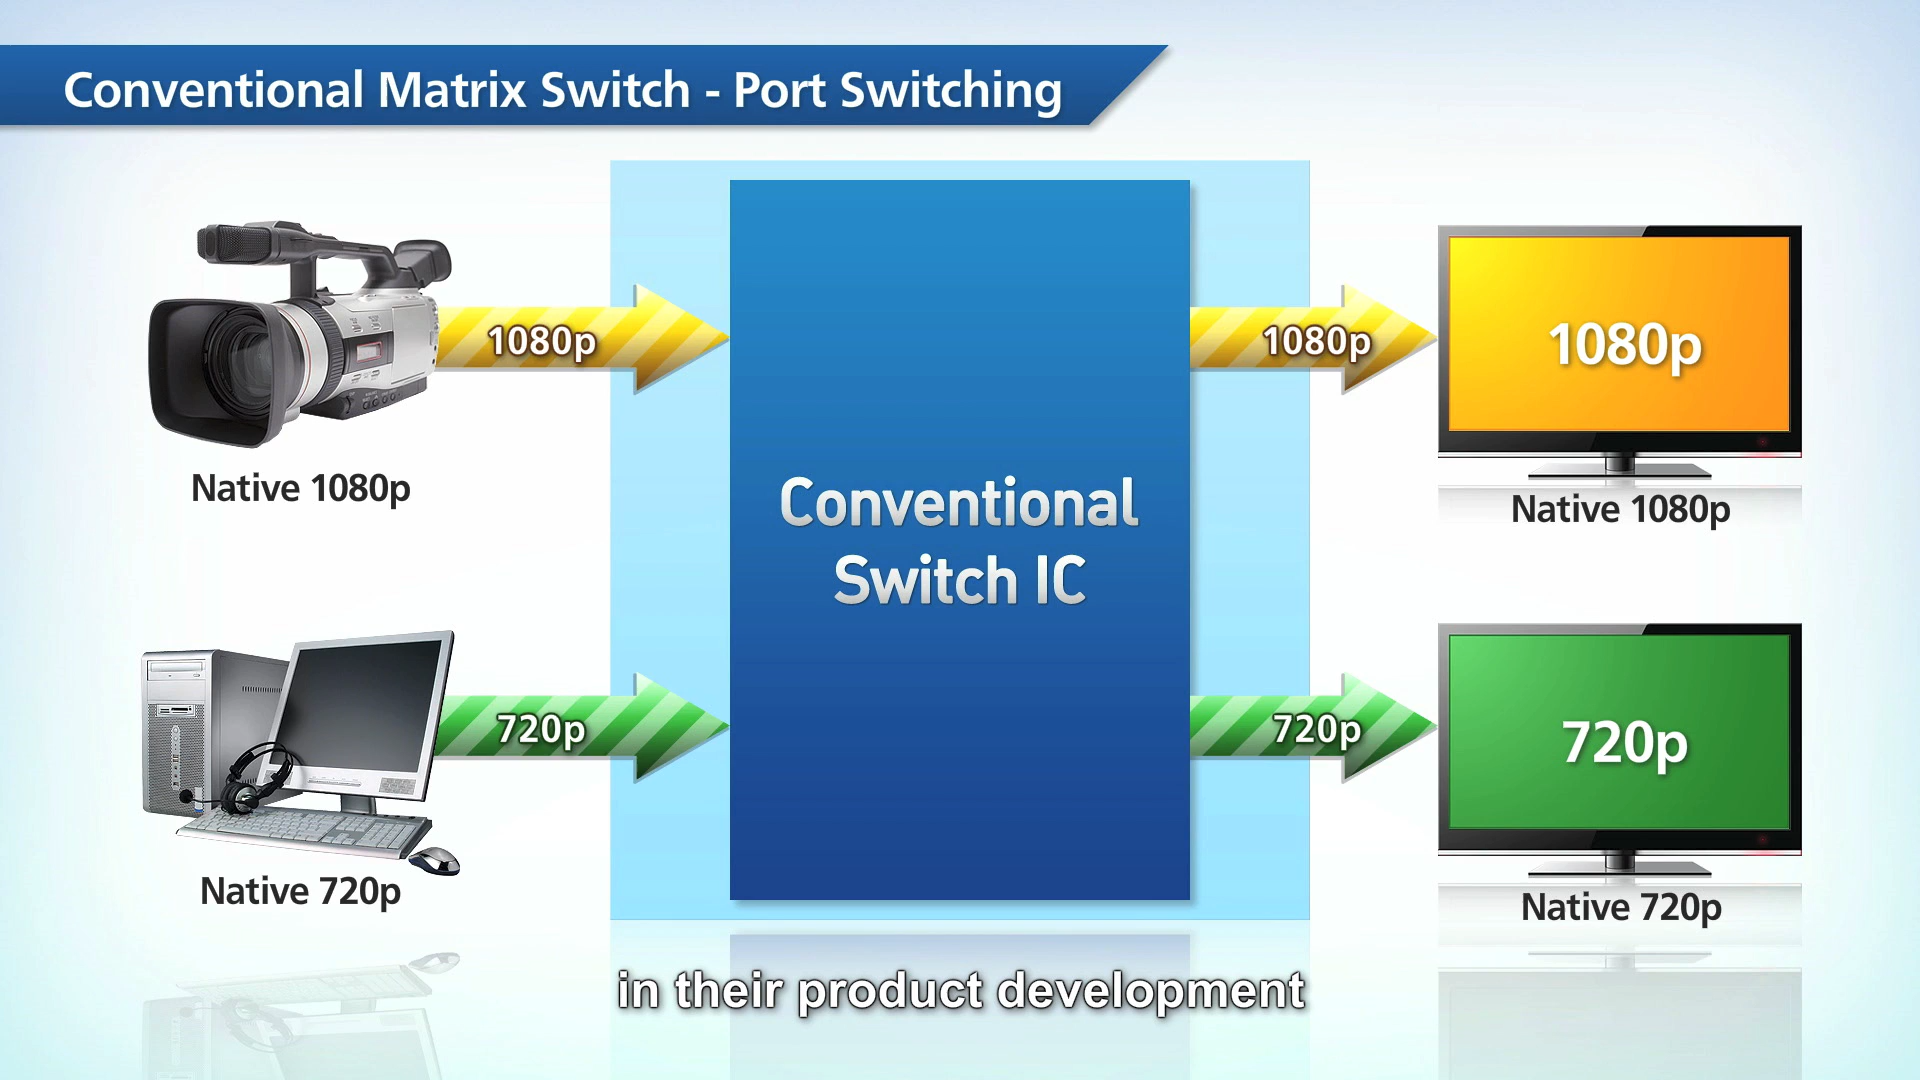 Conventional Matrix Switch - Port Switching
1080p
1080p
1080p
Native 1080p
Native 1080p
Conventional
Switch IC
720p
720p
720p
Native 720p
Native 720p
in their product development